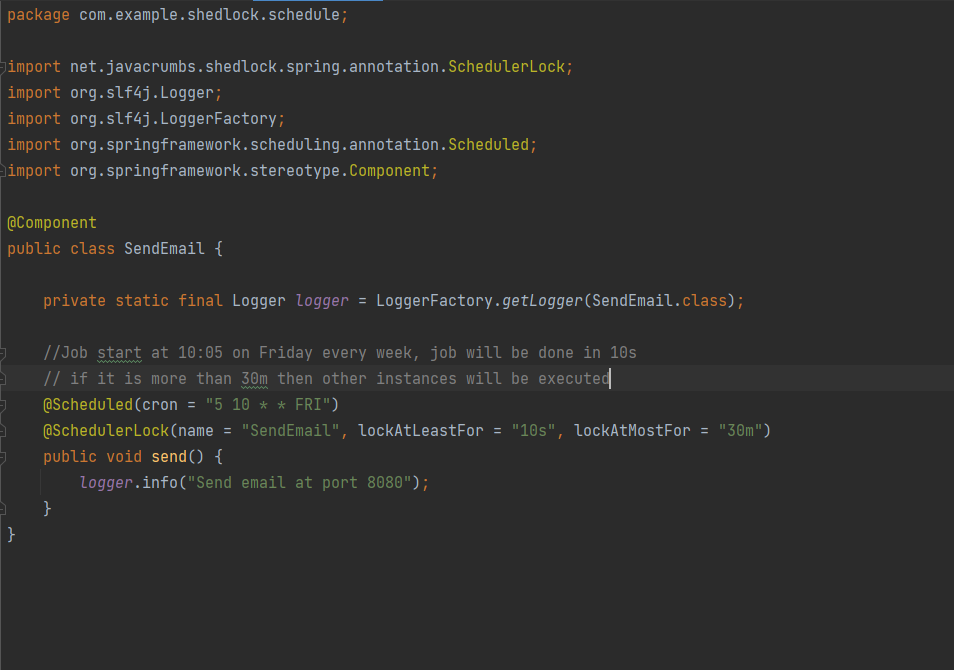 package com.example.shedlock.schedule;
import net.javacrumbs.shedlock.spring.annotation.SchedulerLock;
import org.slf4j.Logger;
import org.slf4j.LoggerFactory;
import org.springframework.scheduling.annotation.Scheduled;
import org.springframework.stereotype.Component;
@Component
public class SendEmail {
private static final Logger logger = LoggerFactory.getLogger(SendEmail.class);
//Job start at 10:05 on Friday every week, job will be done in 10s
// if it is more than 30m then other instances will be executed
@Scheduled(cron = "5 10 * * FRI")
@SchedulerLock(name = "SendEmail", lockAtLeastFor = "10s", lockAtMostFor = "30m")
public void send() {
logger.info("Send email at port 8080");
}
}